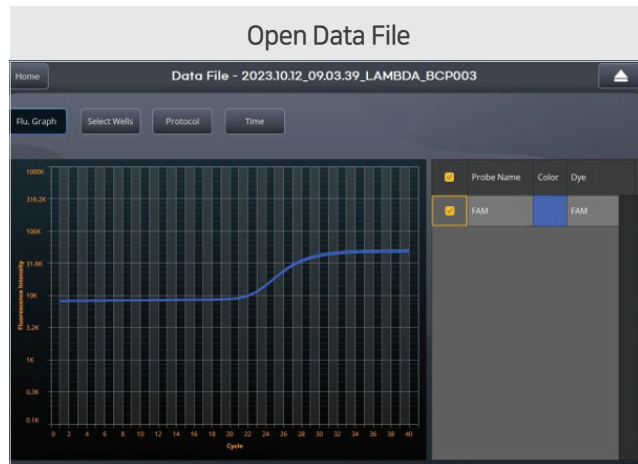 Open Data File
Home
Data File - 2023.10.12_09.03.39_LAMBDA_BCP003
Flu. Graph
Select Wells
Protocol
Time
Probe Name Color Dye
FAM FAM
Fluorescence Intensity
1000K
316.2K
100K
31.6K
10K
3.2K
1K
0.3K
0.1K
0 2 4 6 8 10 12 14 16 18 20 22 24 26 28 30 32 34 36 38 40
Cycle